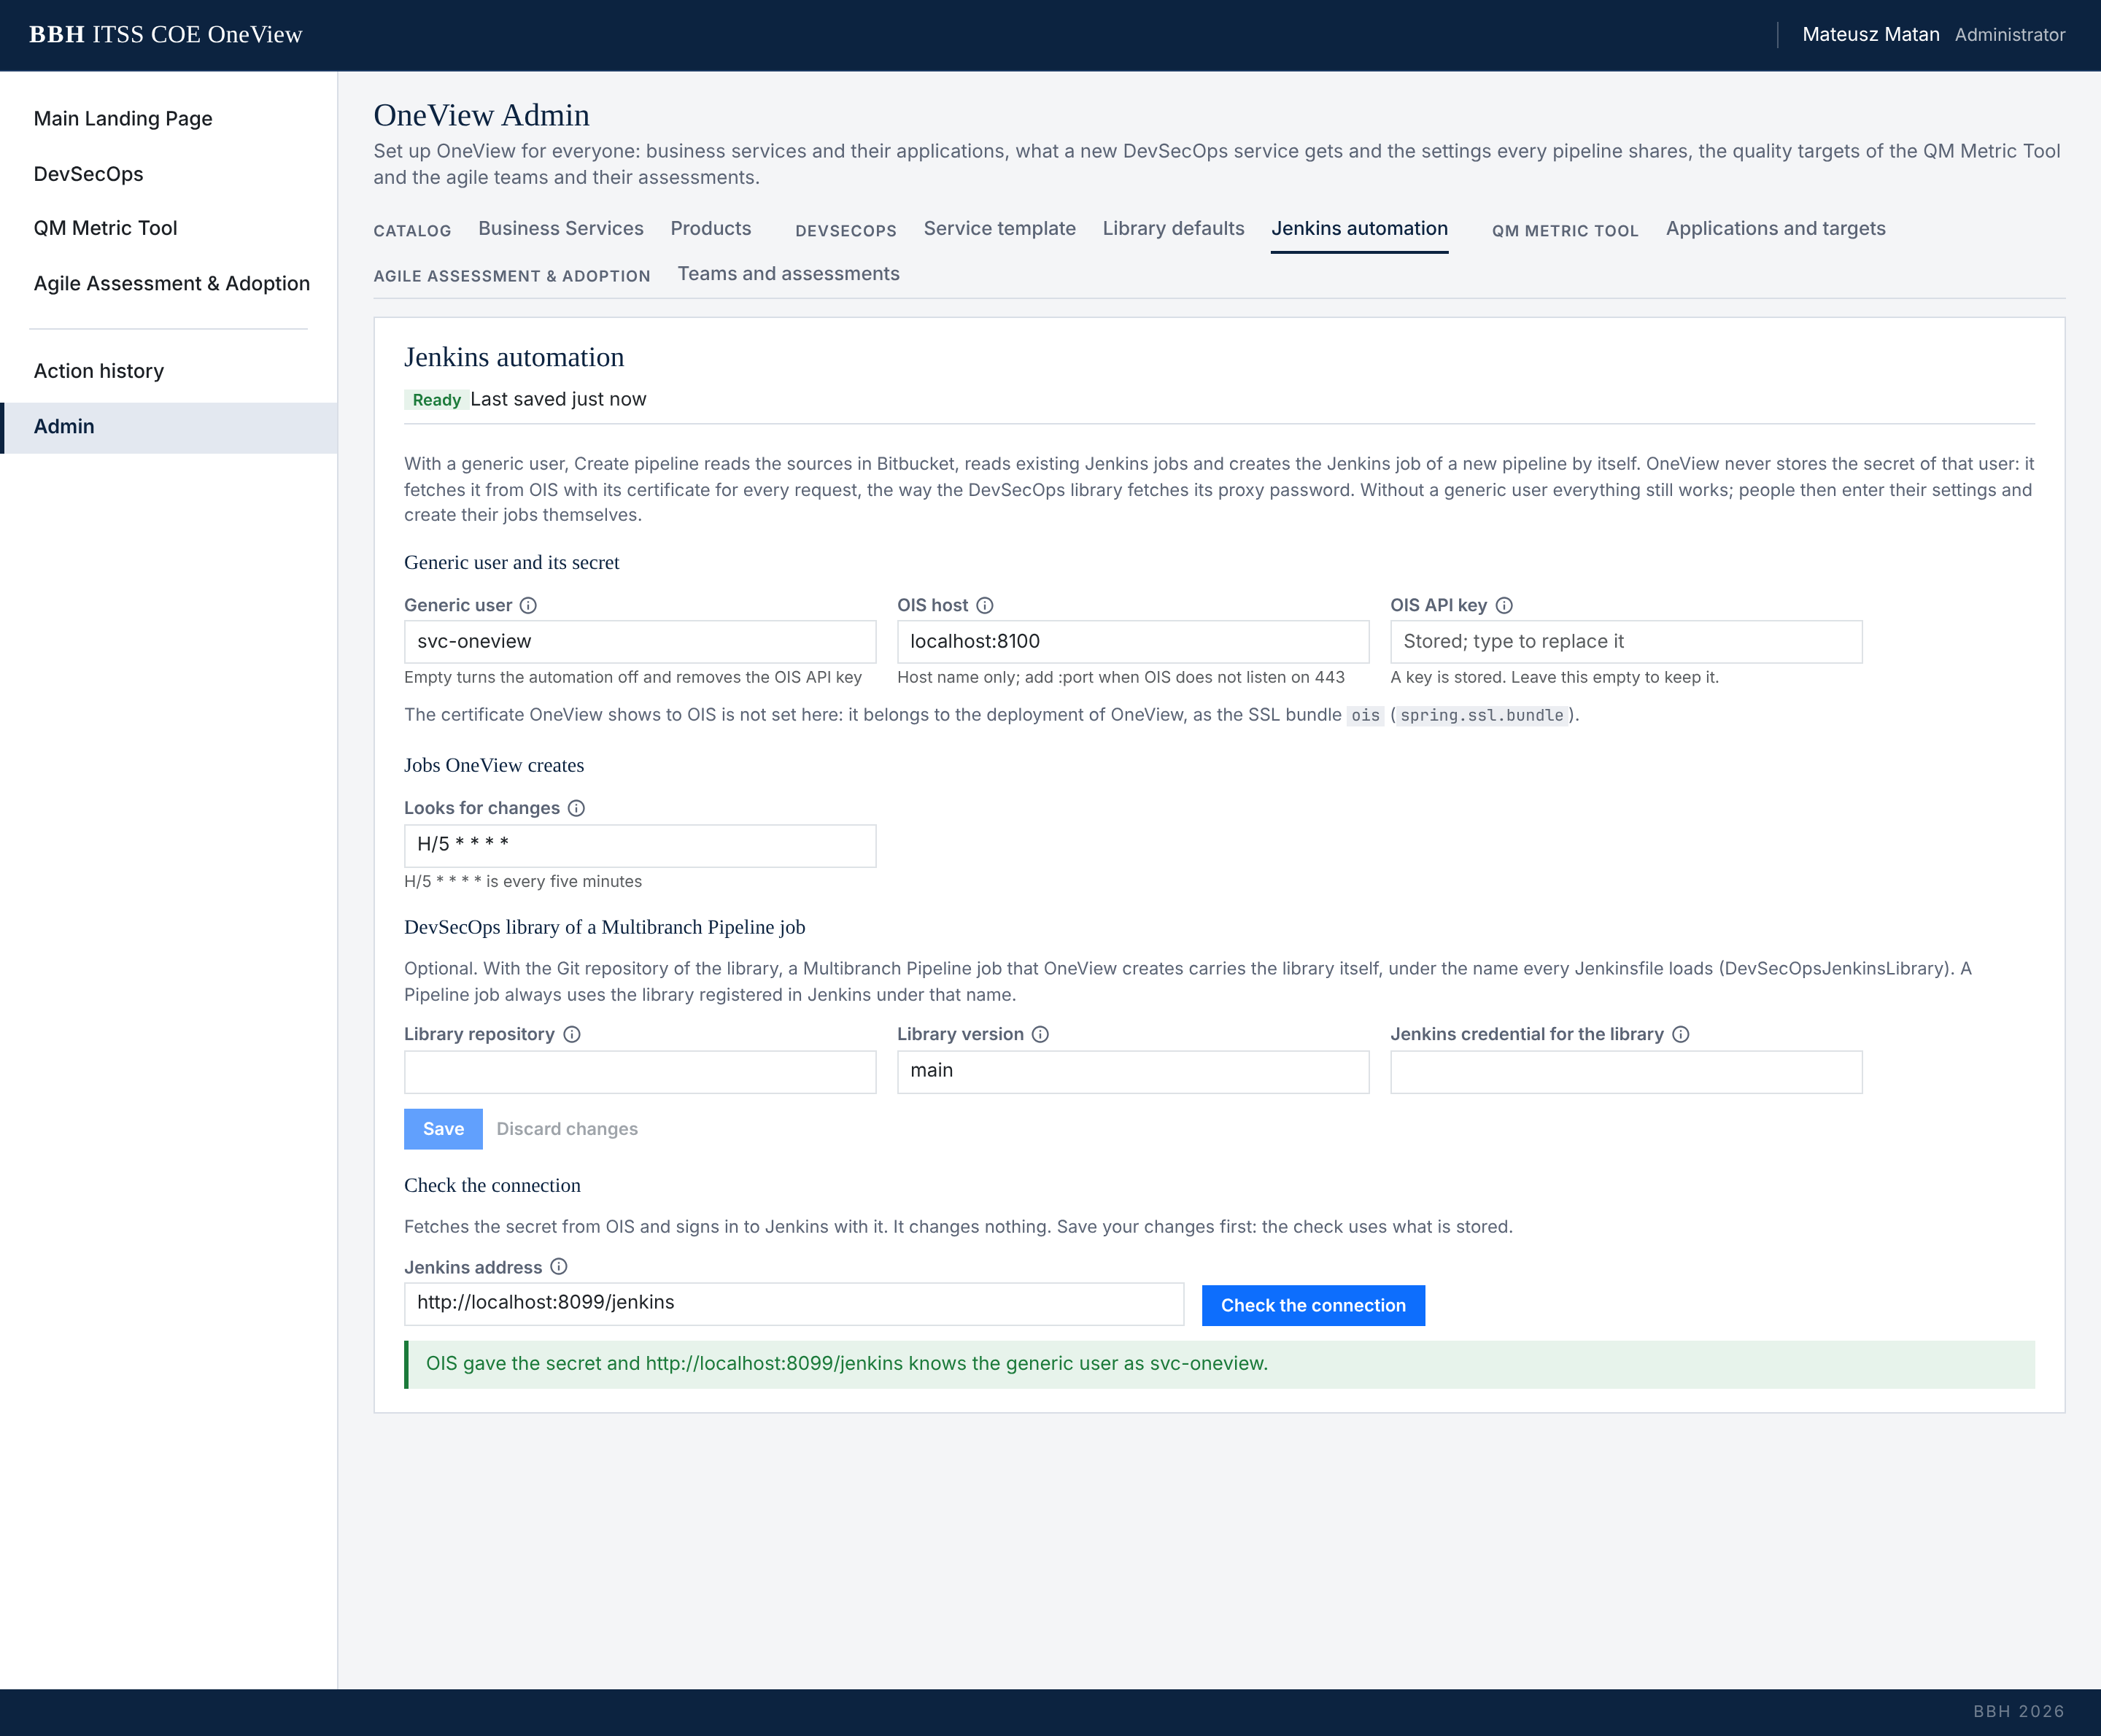 BBH ITSS COE OneView
Mateusz Matan Administrator
Main Landing Page
DevSecOps
QM Metric Tool
Agile Assessment & Adoption
Action history
Admin
OneView Admin
Set up OneView for everyone: business services and their applications, what a new DevSecOps service gets and the settings every pipeline shares, the quality targets of the QM Metric Tool
and the agile teams and their assessments.
CATALOG Business Services Products DEVSECOPS Service template Library defaults Jenkins automation QM METRIC TOOL Applications and targets
AGILE ASSESSMENT & ADOPTION Teams and assessments
Jenkins automation
Ready Last saved just now
With a generic user, Create pipeline reads the sources in Bitbucket, reads existing Jenkins jobs and creates the Jenkins job of a new pipeline by itself. OneView never stores the secret of that user: it
fetches it from OIS with its certificate for every request, the way the DevSecOps library fetches its proxy password. Without a generic user everything still works; people then enter their settings and
create their jobs themselves.
Generic user and its secret
Generic user OIS host OIS API key
svc-oneview localhost:8100 Stored; type to replace it
Empty turns the automation off and removes the OIS API key Host name only; add :port when OIS does not listen on 443 A key is stored. Leave this empty to keep it.
The certificate OneView shows to OIS is not set here: it belongs to the deployment of OneView, as the SSL bundle ois (spring.ssl.bundle).
Jobs OneView creates
Looks for changes
H/5 * * * *
H/5 * * * * is every five minutes
DevSecOps library of a Multibranch Pipeline job
Optional. With the Git repository of the library, a Multibranch Pipeline job that OneView creates carries the library itself, under the name every Jenkinsfile loads (DevSecOpsJenkinsLibrary). A
Pipeline job always uses the library registered in Jenkins under that name.
Library repository Library version Jenkins credential for the library
main
Save Discard changes
Check the connection
Fetches the secret from OIS and signs in to Jenkins with it. It changes nothing. Save your changes first: the check uses what is stored.
Jenkins address
http://localhost:8099/jenkins Check the connection
OIS gave the secret and http://localhost:8099/jenkins knows the generic user as svc-oneview.
BBH 2026